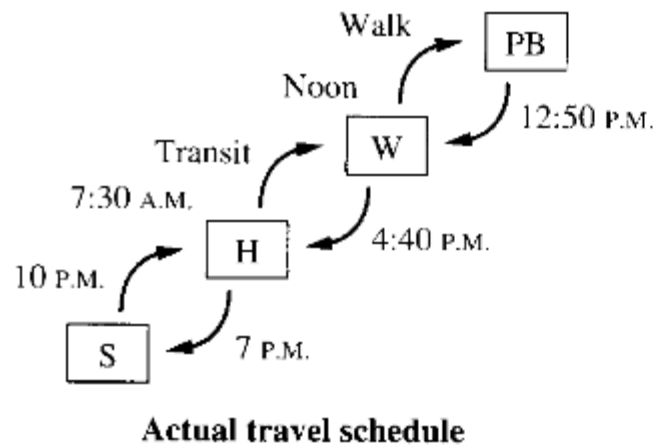 Walk
PB
Noon
12:50 P.M.
W
Transit
7:30 A.M.
4:40 P.M.
H
10 P.M.
7 P.M.
S
Actual travel schedule